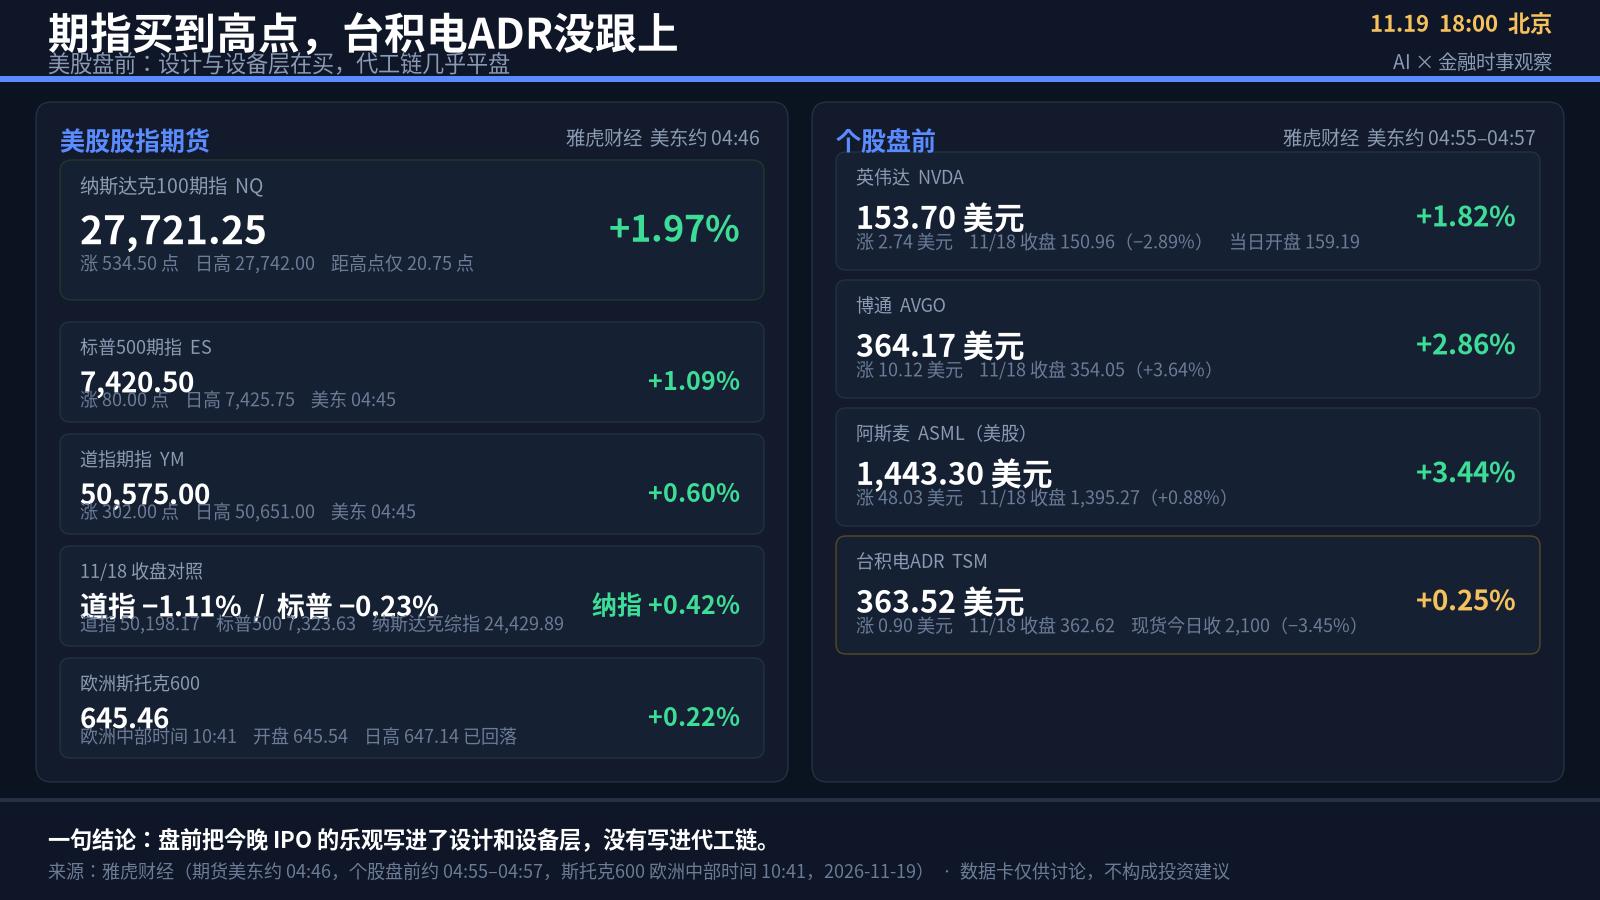 期指买到高点，台积电ADR没跟上
美股盘前：设计与设备层在买，代工链几乎平盘
11.19 18:00 北京
AI × 金融时事观察
美股股指期货
雅虎财经 美东约 04:46
纳斯达克100期指 NQ
27,721.25
+1.97%
涨 534.50 点 日高 27,742.00 距高点仅 20.75 点
标普500期指 ES
7,420.50
+1.09%
涨 80.00 点 日高 7,425.75 美东 04:45
道指期指 YM
50,575.00
+0.60%
涨 302.00 点 日高 50,651.00 美东 04:45
11/18 收盘对照
道指 −1.11% / 标普 −0.23%
纳指 +0.42%
道指 50,198.17 标普500 7,323.63 纳斯达克综指 24,429.89
欧洲斯托克600
645.46
+0.22%
欧洲中部时间 10:41 开盘 645.54 日高 647.14 已回落
个股盘前
雅虎财经 美东约 04:55–04:57
英伟达 NVDA
153.70 美元
+1.82%
涨 2.74 美元 11/18 收盘 150.96（−2.89%） 当日开盘 159.19
博通 AVGO
364.17 美元
+2.86%
涨 10.12 美元 11/18 收盘 354.05（+3.64%）
阿斯麦 ASML（美股）
1,443.30 美元
+3.44%
涨 48.03 美元 11/18 收盘 1,395.27（+0.88%）
台积电ADR TSM
363.52 美元
+0.25%
涨 0.90 美元 11/18 收盘 362.62 现货今日收 2,100（−3.45%）
一句结论：盘前把今晚 IPO 的乐观写进了设计和设备层，没有写进代工链。
来源：雅虎财经（期货美东约 04:46，个股盘前约 04:55–04:57，斯托克600 欧洲中部时间 10:41，2026-11-19） · 数据卡仅供讨论，不构成投资建议